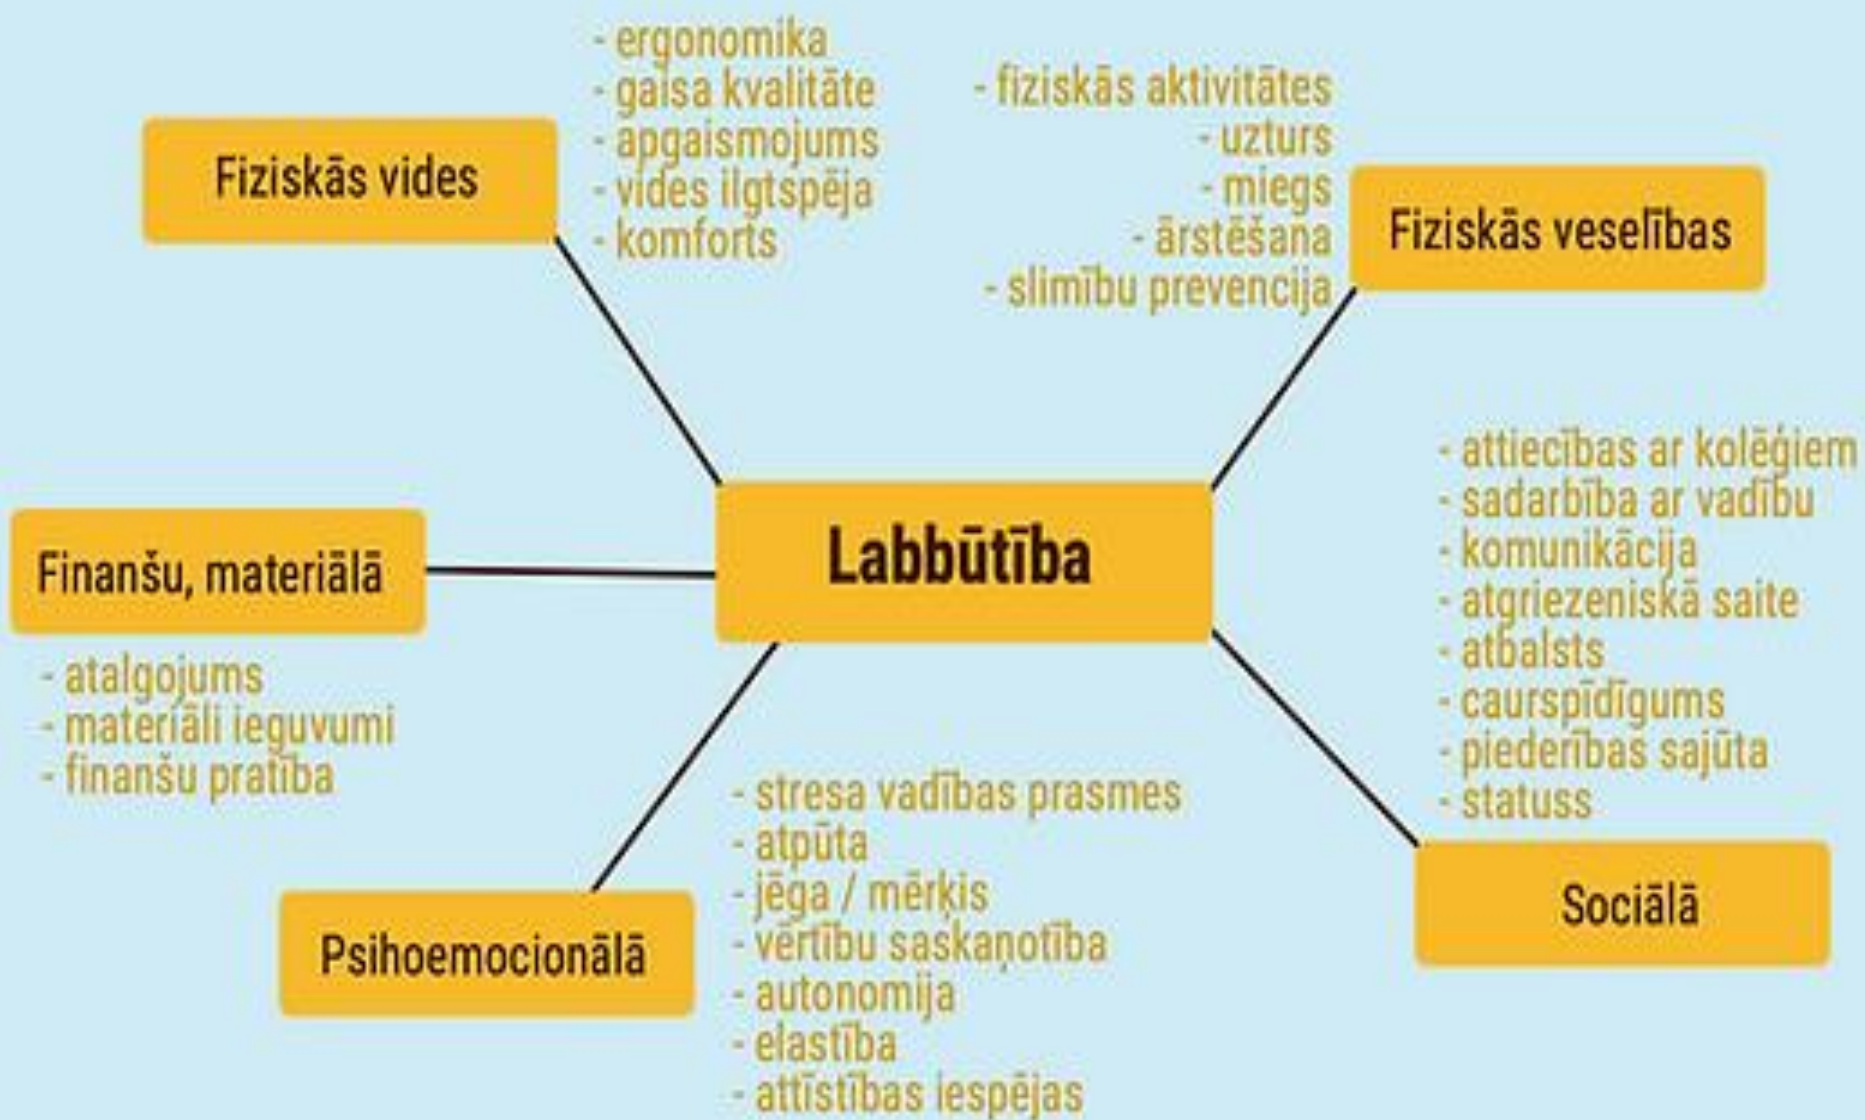 Fiziskās vides
- ergonomika
- gaisa kvalitāte
- apgaismojums
- vides ilgtspēja
- komforts
- fiziskās aktivitātes
- uzturs
- miegs
- ārstēšana
- slimību prevencija
Fiziskās veselības
Labbūtība
Finanšu, materiālā
- atalgojums
- materiāli ieguvumi
- finanšu pratība
- attiecības ar kolēģiem
- sadarbība ar vadību
- komunikācija
- atgriezeniskā saite
- atbalsts
- caurspīdīgums
- piederības sajūta
- statuss
Sociālā
Psihoemocionālā
- stresa vadības prasmes
- atpūta
- jēga / mērķis
- vērtību saskaņotība
- autonomija
- elastība
- attīstības iespējas